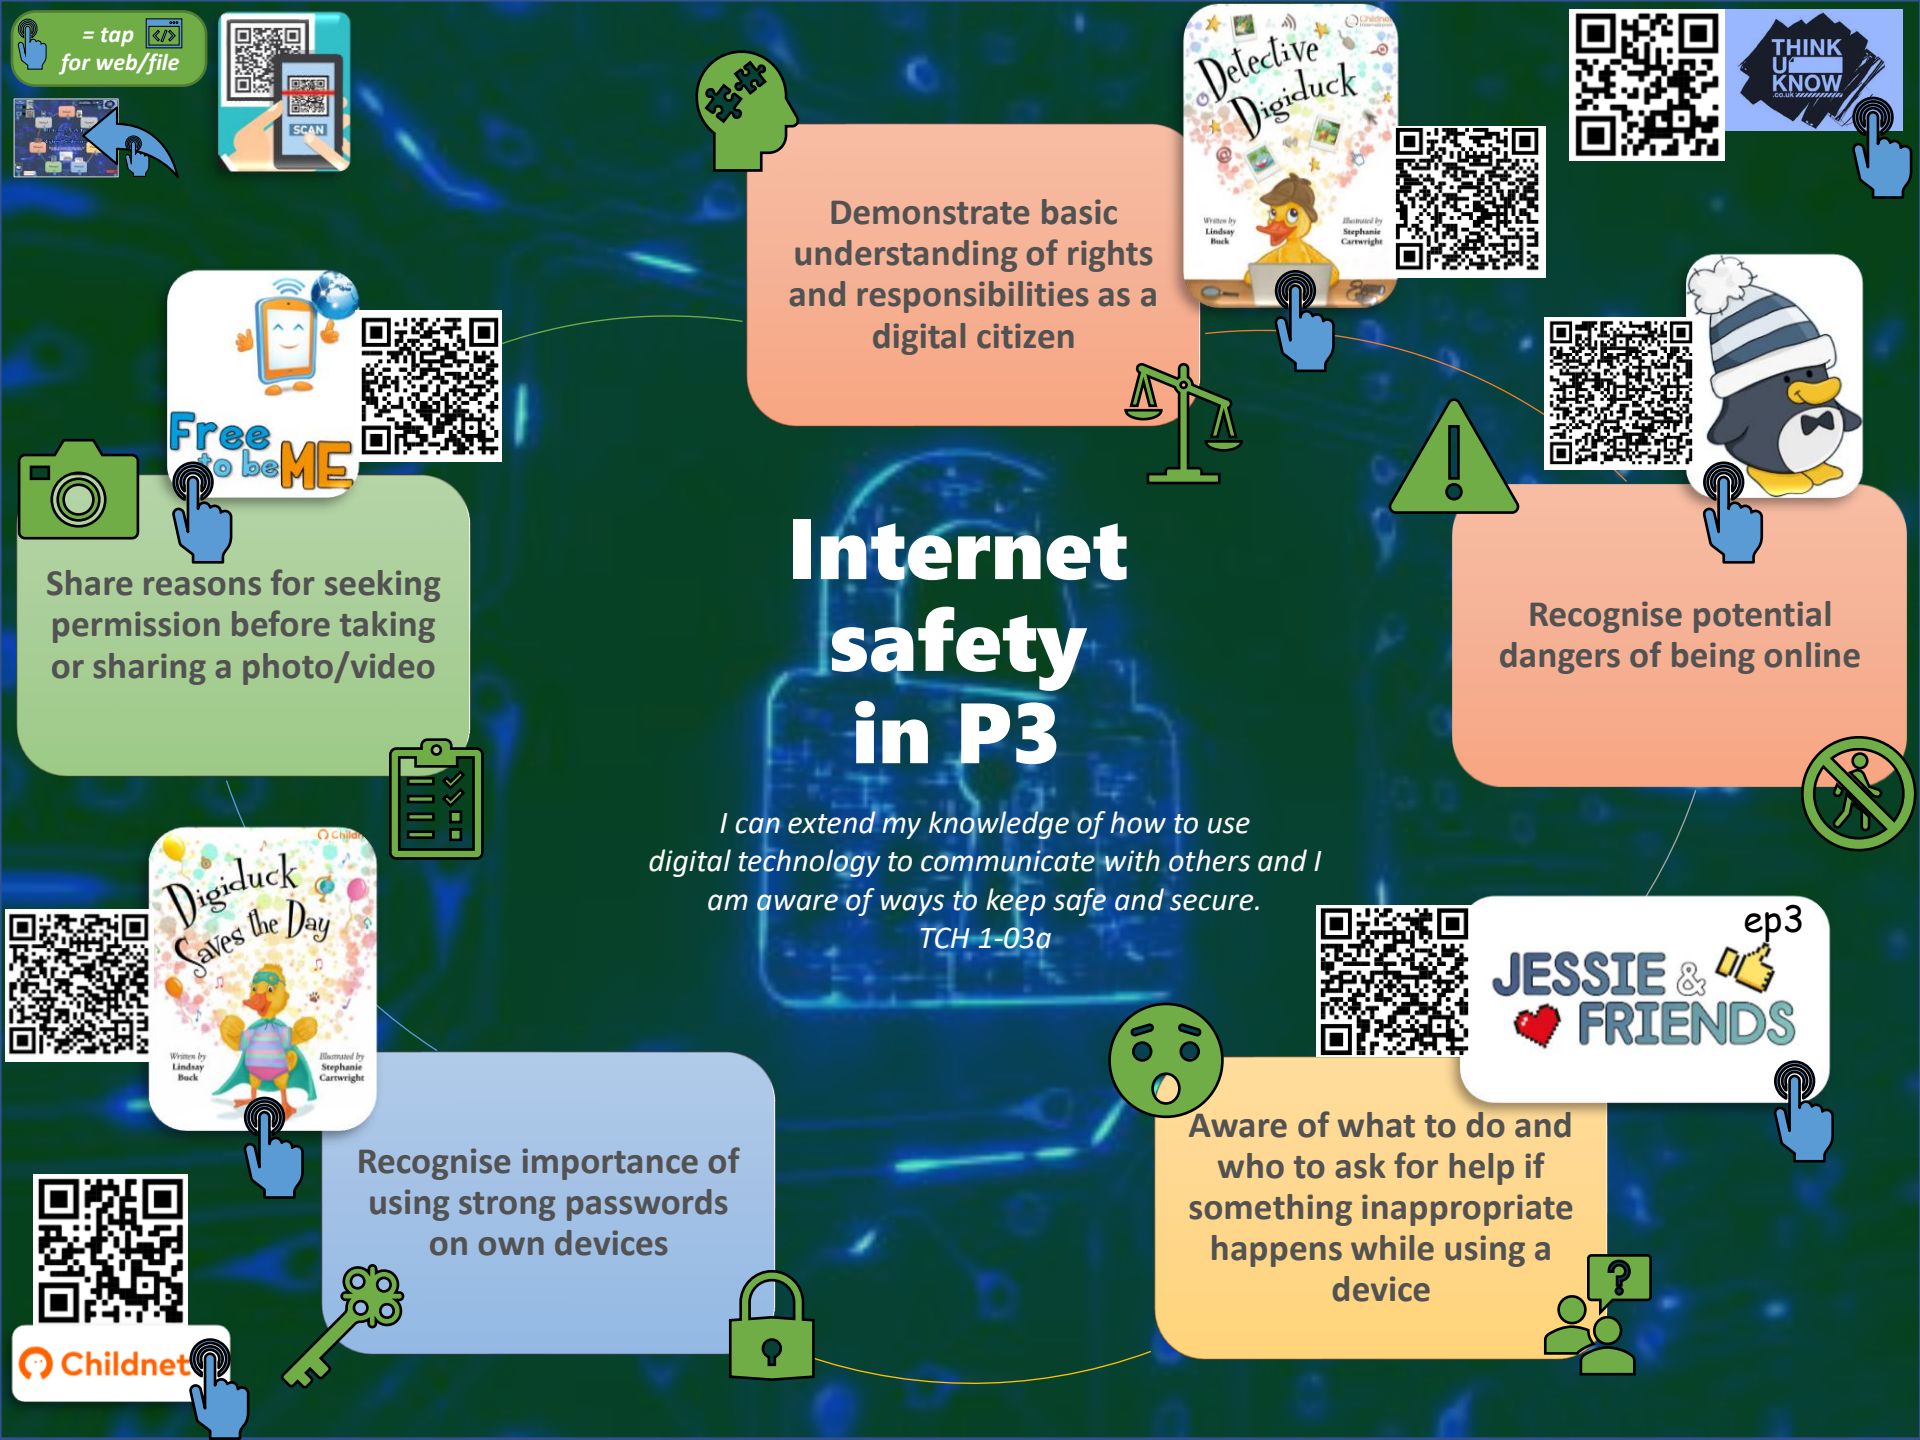 = tap
for web/file
SCAN
Detective
Digiduck
Childnet
Written by
Lindsay
Buck
Illustrated by
Stephanie
Cartwright
THINK
U
KNOW
.co.uk
Demonstrate basic
understanding of rights
and responsibilities as a
digital citizen
Free
to be ME
Share reasons for seeking
permission before taking
or sharing a photo/video
Internet
safety
in P3
I can extend my knowledge of how to use
digital technology to communicate with others and I
am aware of ways to keep safe and secure.
TCH 1-03a
Recognise potential
dangers of being online
Digiduck
Saves the Day
Written by
Lindsay
Buck
Illustrated by
Stephanie
Cartwright
ep3
JESSIE &
FRIENDS
Recognise importance of
using strong passwords
on own devices
Aware of what to do and
who to ask for help if
something inappropriate
happens while using a
device
?
Childnet